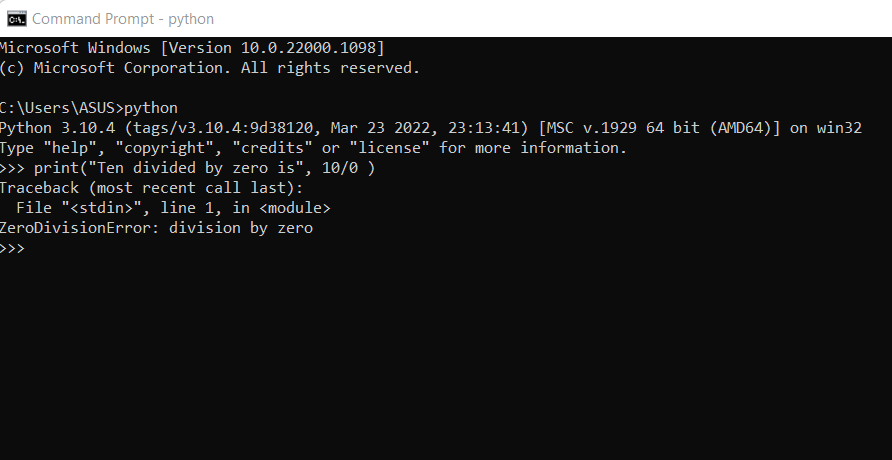 Command Prompt - python
Microsoft Windows [Version 10.0.22000.1098]
(c) Microsoft Corporation. All rights reserved.
C:\Users\ASUS>python
Python 3.10.4 (tags/v3.10.4:9d38120, Mar 23 2022, 23:13:41) [MSC v.1929 64 bit (AMD64)] on win32
Type "help", "copyright", "credits" or "license" for more information.
>>> print("Ten divided by zero is", 10/0 )
Traceback (most recent call last):
  File "<stdin>", line 1, in <module>
ZeroDivisionError: division by zero
>>>